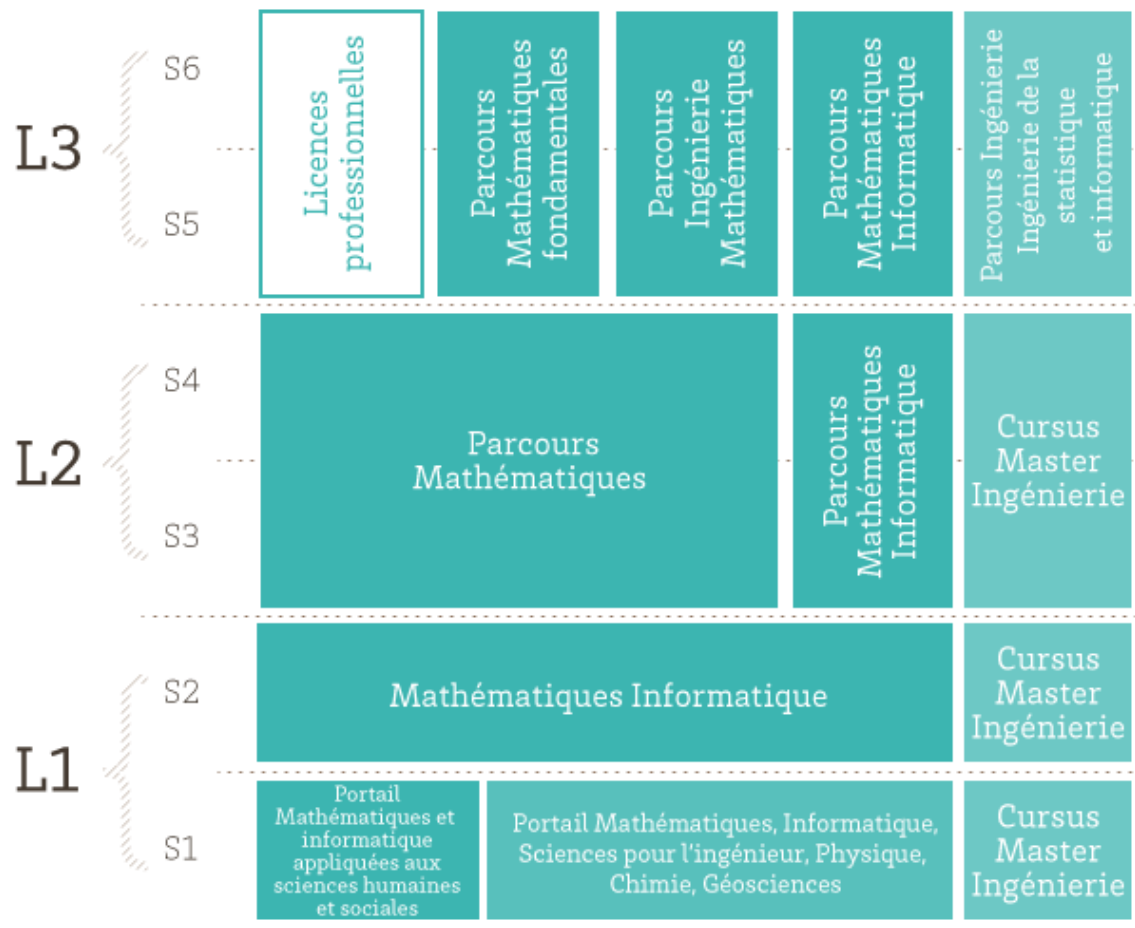 L3
S6
S5
Licences
professionnelles
Parcours
Mathématiques
fondamentales
Parcours
Ingénierie
Mathématiques
Parcours
Mathématiques
Informatique
Parcours Ingénierie
Ingénierie de la
statistique
et informatique
L2
S4
S3
Parcours
Mathématiques
Parcours
Mathématiques
Informatique
Cursus
Master
Ingénierie
L1
S2
Mathématiques Informatique
Cursus
Master
Ingénierie
S1
Portail
Mathématiques et
informatique
appliquées aux
sciences humaines
et sociales
Portail Mathématiques, Informatique,
Sciences pour l'ingénieur, Physique,
Chimie, Géosciences
Cursus
Master
Ingénierie